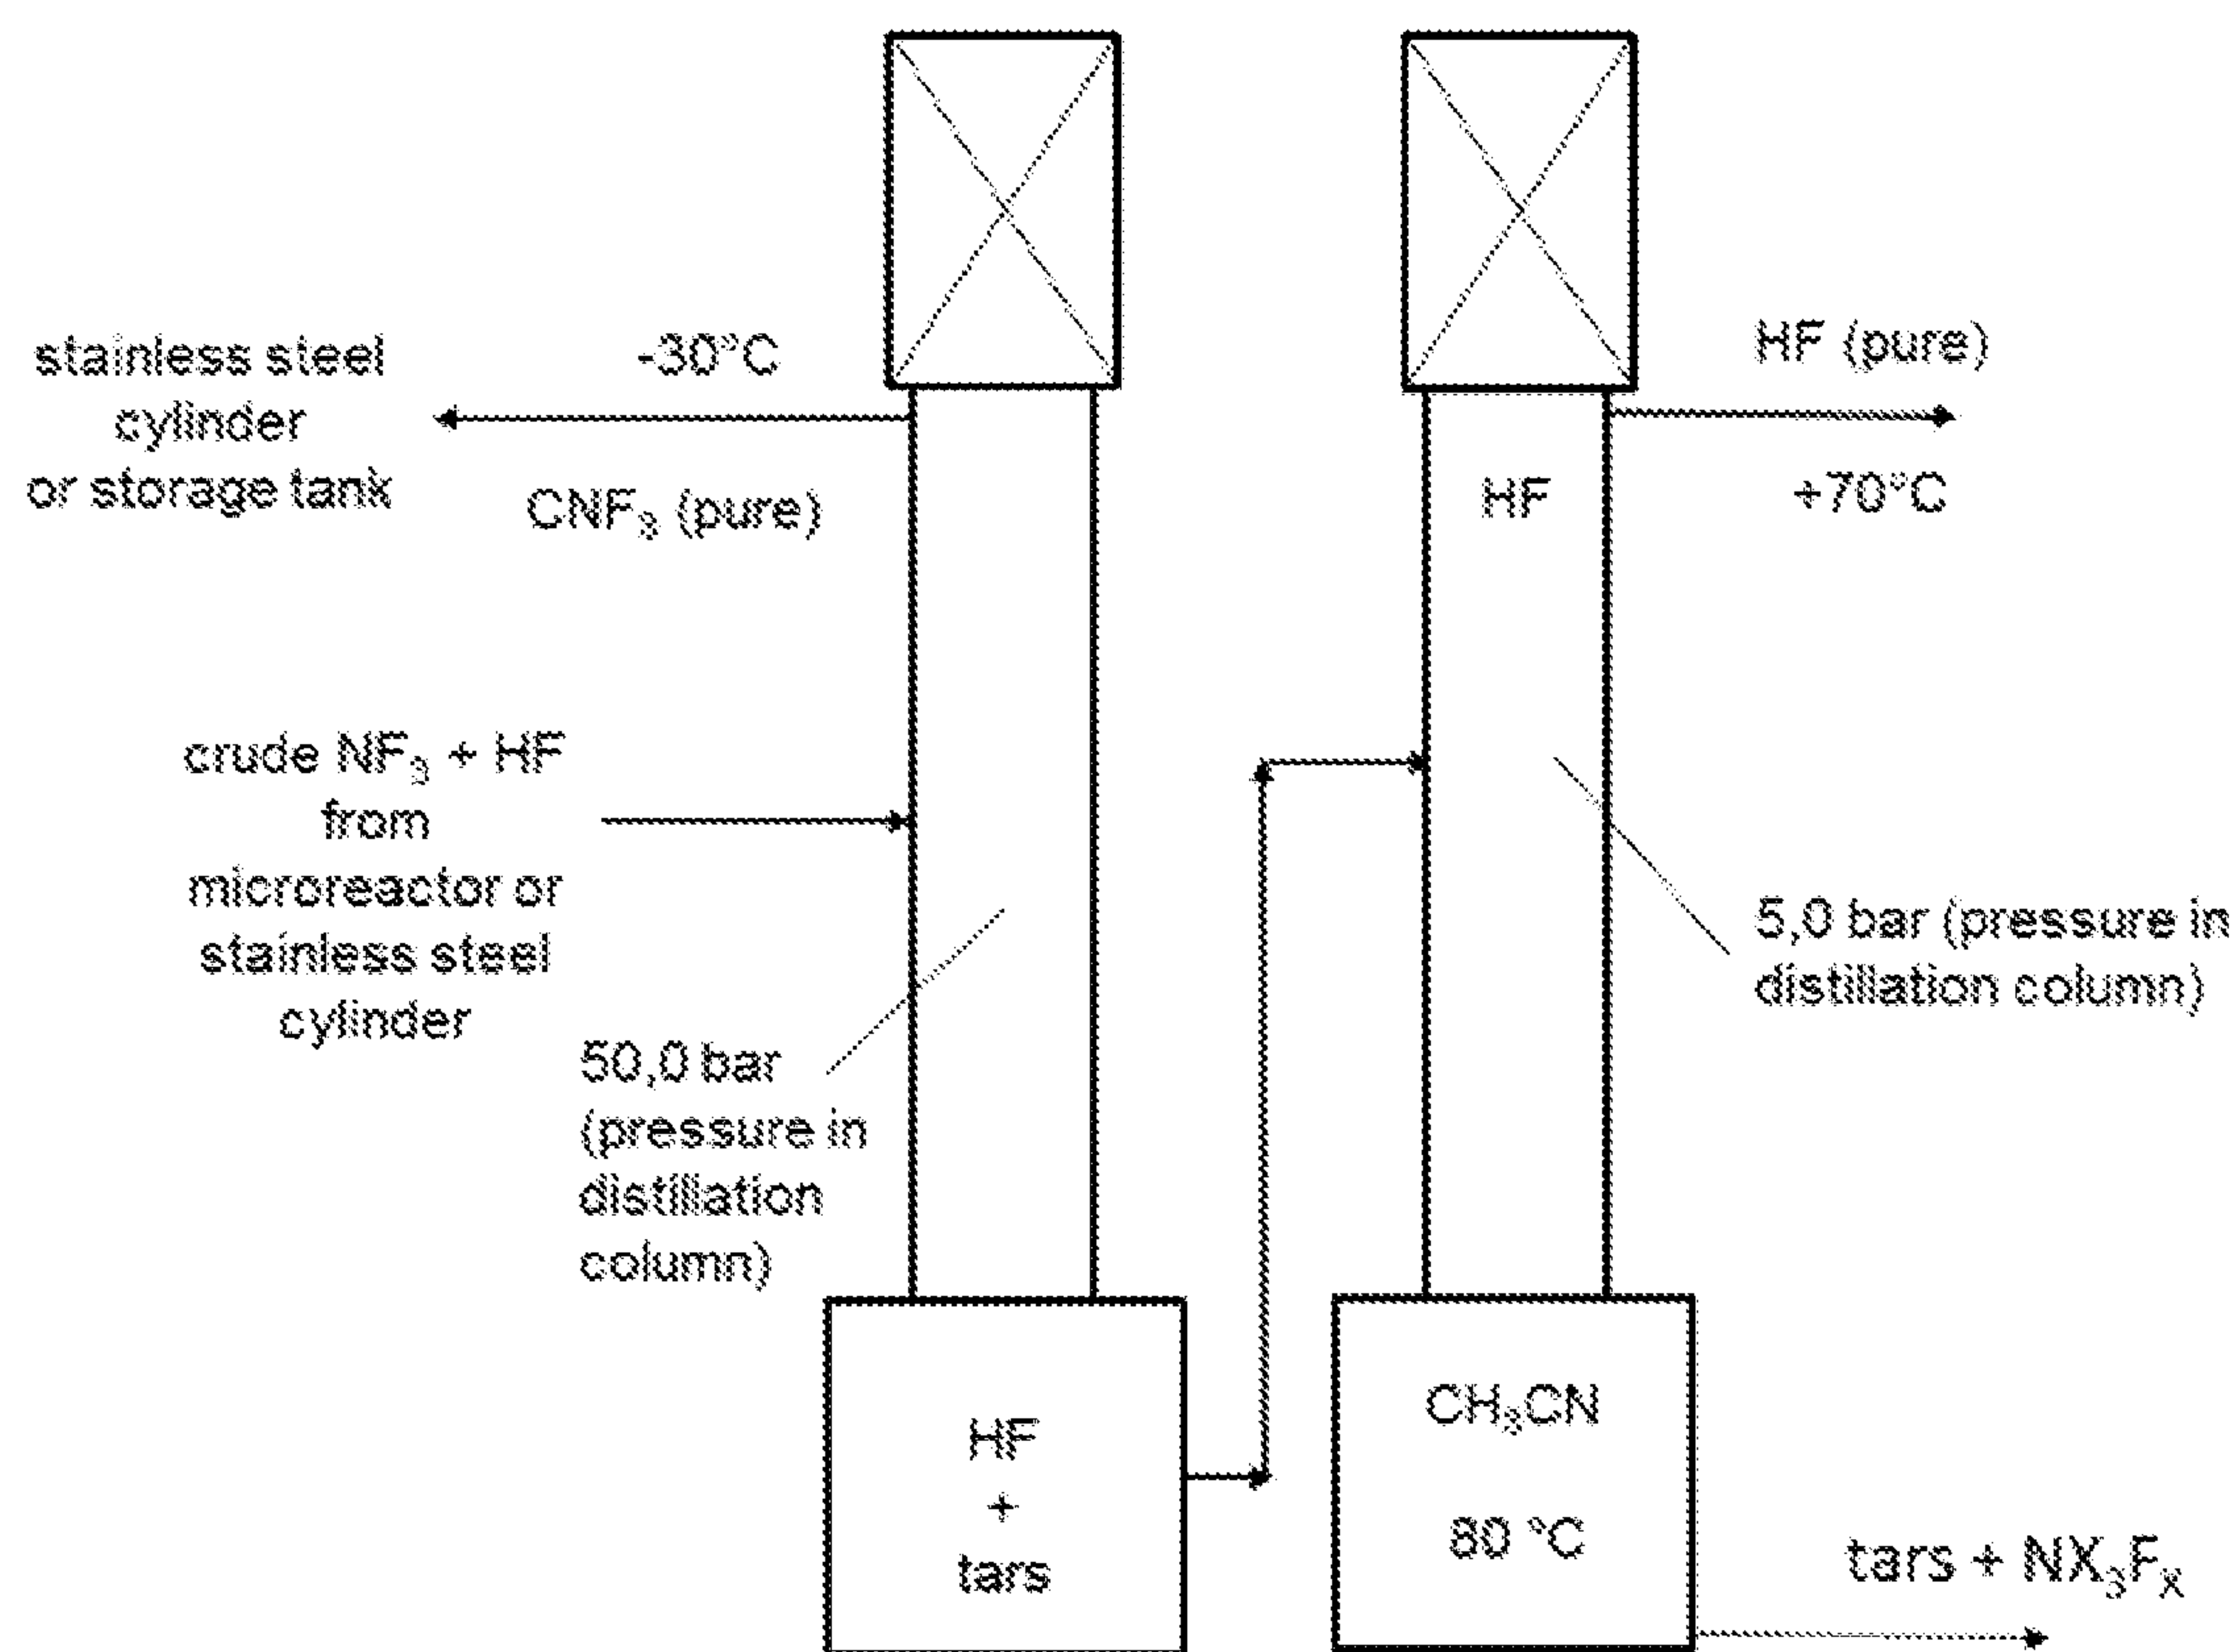 stainless steel
cylinder
or storage tank
-30°C
CNF₃ (pure)
HF (pure)
HF
+70°C
crude NF₃ + HF
from
microreactor or
stainless steel
cylinder
50,0 bar
(pressure in
distillation
column)
5,0 bar (pressure in
distillation column)
HF
+
tars
CH₃CN
80 °C
tars + NX₃Fₓ